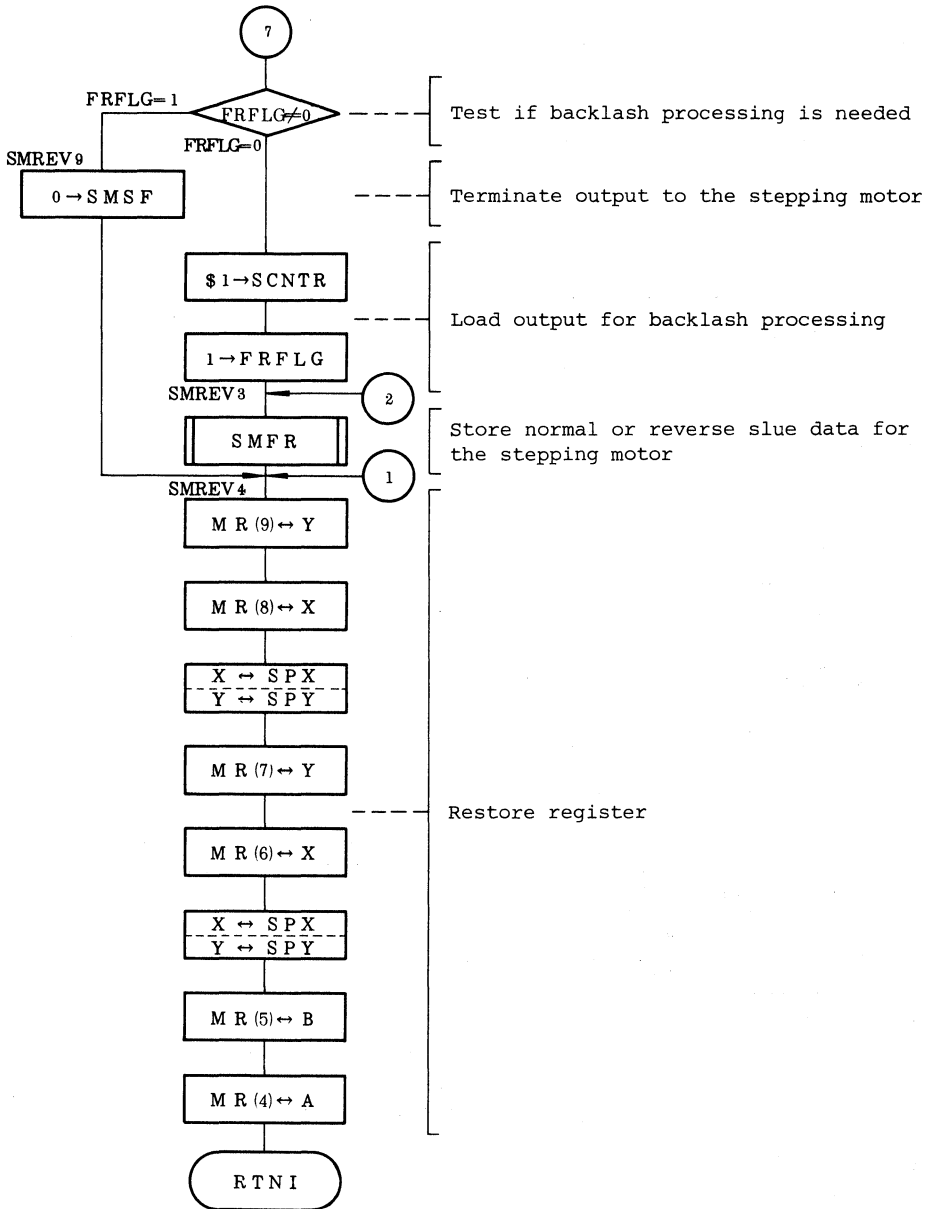 7
FRFLG=1
FRFLG≠0
Test if backlash processing is needed
FRFLG=0
SMREV9
0→SMSF
Terminate output to the stepping motor
$1→SCNTR
Load output for backlash processing
1→FRFLG
SMREV3
2
SMFR
Store normal or reverse slue data for
the stepping motor
1
SMREV4
MR(9)↔Y
MR(8)↔X
X ↔ SPX
Y ↔ SPY
MR(7)↔Y
Restore register
MR(6)↔X
X ↔ SPX
Y ↔ SPY
MR(5)↔B
MR(4)↔A
RTNI